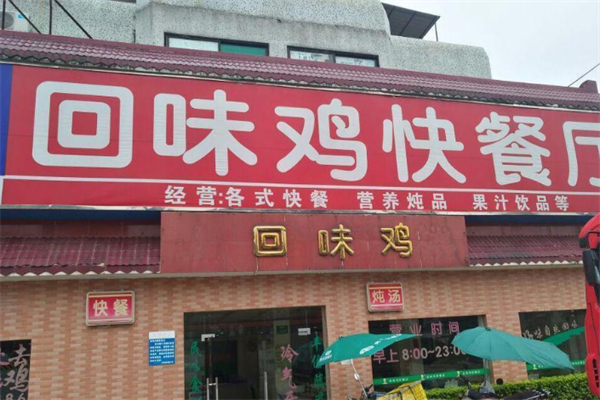 回味鸡快餐厅
经营:各式快餐 营养炖品 果汁饮品等
回味鸡
快餐
炖汤
营业时间
早上8:00~23:00
冷气